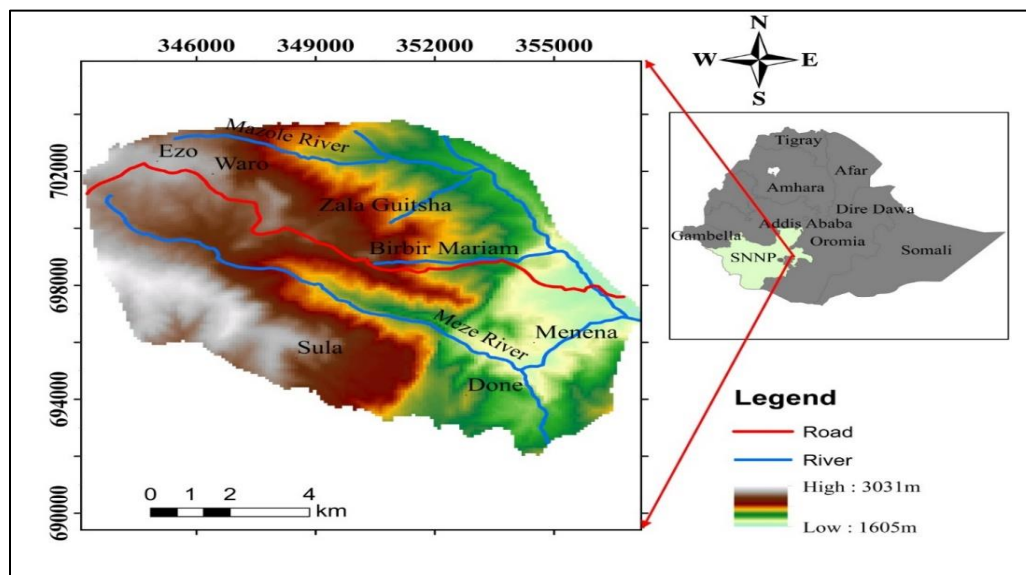 346000 349000 352000 355000
N
W E
S
702000
698000
694000
690000
Mazole River
Ezo
Waro
Zala Guitsha
Birbir Mariam
Meze River
Menena
Sula
Done
0 1 2 4
km
Tigray
Afar
Amhara
Dire Dawa
Addis Ababa
Gambella
Oromia
SNNP
Somali
Legend
Road
River
High : 3031m
Low : 1605m